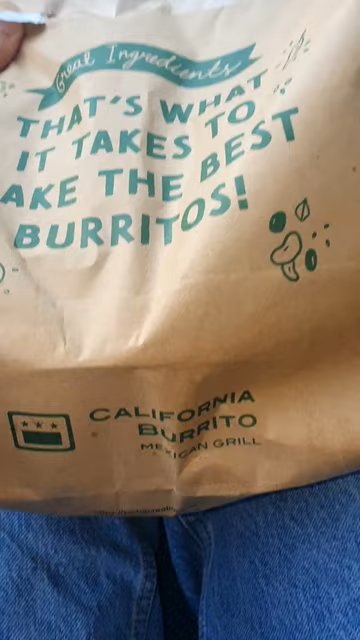 Great Ingredients
THAT'S WHAT
IT TAKES TO
AKE THE BEST
BURRITOS!
CALIFORNIA
BURRITO
MEXICAN GRILL